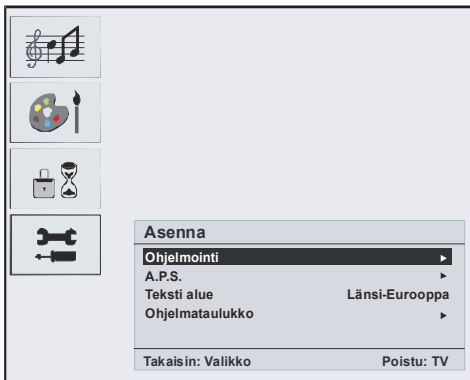 Asenna
Ohjelmointi
A.P.S.
Teksti alue Länsi-Eurooppa
Ohjelmataulukko
Takaisin: Valikko Poistu: TV